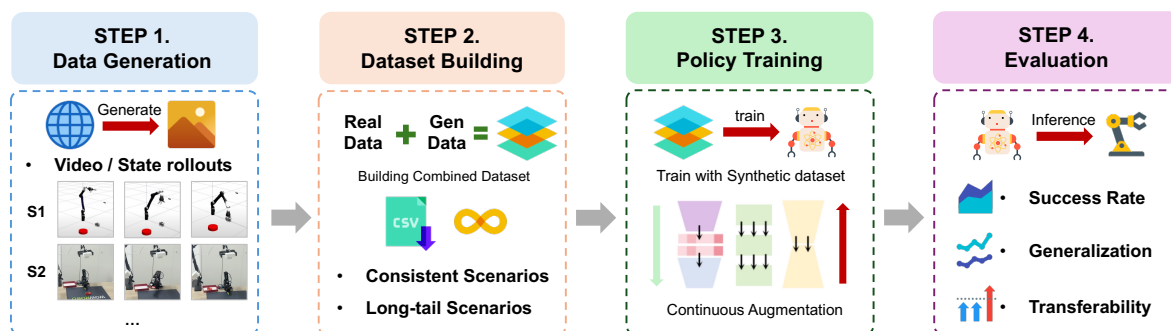 STEP 1.
Data Generation
Generate
• Video / State rollouts
S1
S2
...
STEP 2.
Dataset Building
Real Data + Gen Data =
Building Combined Dataset
CSV
• Consistent Scenarios
• Long-tail Scenarios
STEP 3.
Policy Training
train
Train with Synthetic dataset
Continuous Augmentation
STEP 4.
Evaluation
Inference
• Success Rate
• Generalization
• Transferability